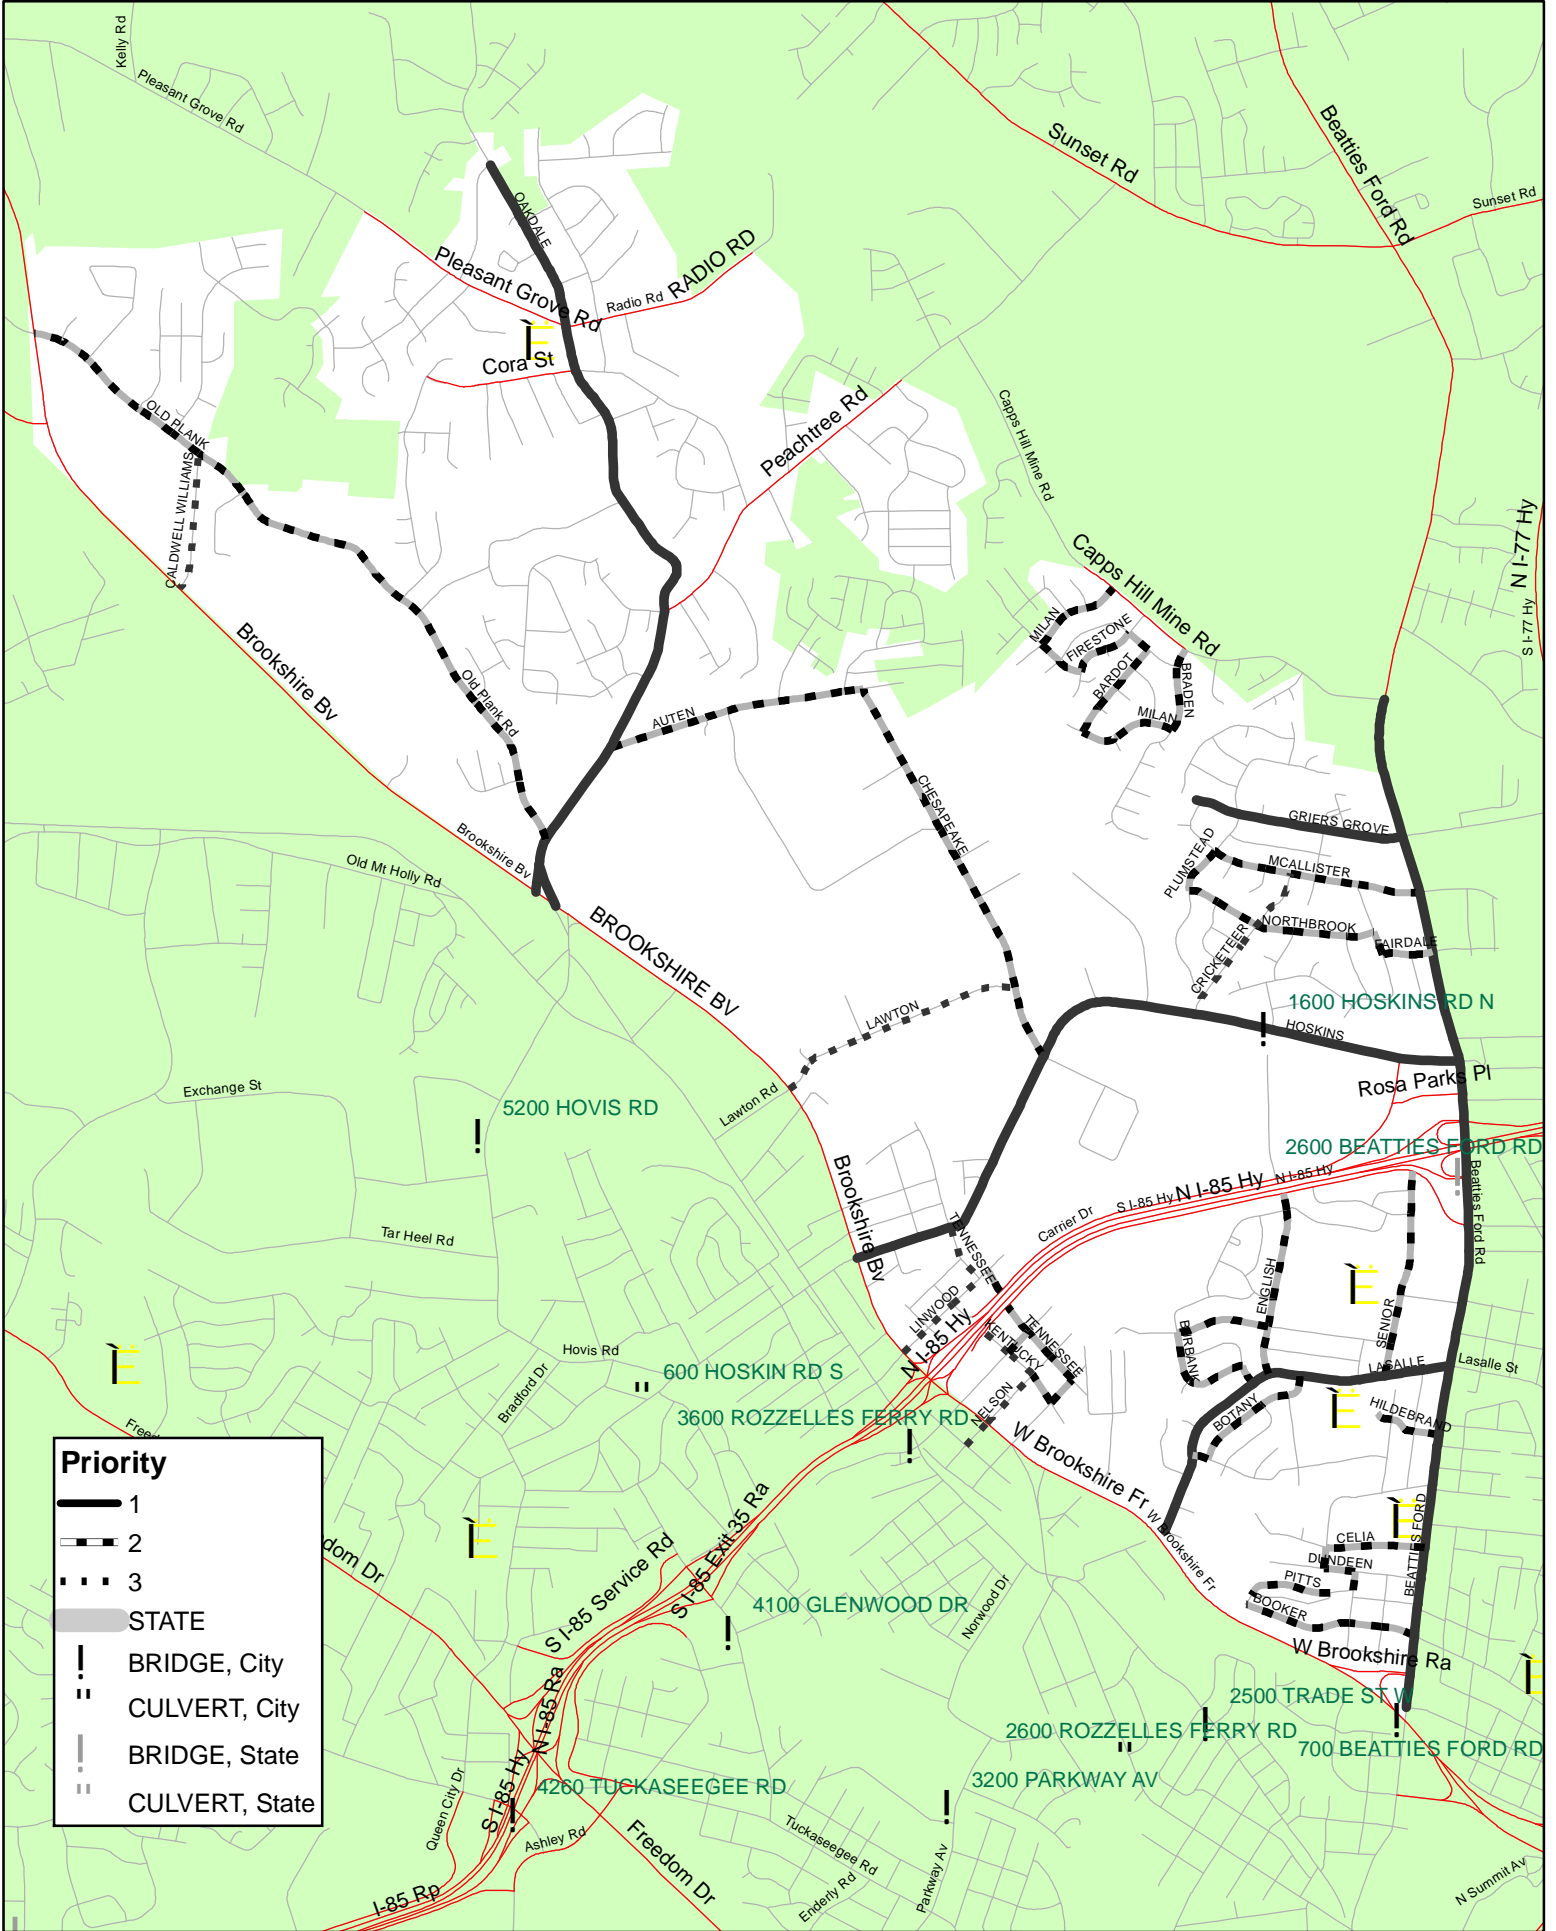 Kelly Rd
Pleasant Grove Rd
Sunset Rd
Beatties Ford Rd
Sunset Rd
OAKDALE
Pleasant Grove Rd
Radio Rd
RADIO RD
Cora St
Peachtree Rd
Capps Hill Mine Rd
OLD PLANK
CALDWELL WILLIAMS
N I-77 Hy
S I-77 Hy
Capps Hill Mine Rd
MILAN
FIRESTONE
BARDOT
BRADEN
MILAN
Brookshire Bv
Old Plank Rd
AUTEN
CHESAPEAKE
GRIERS GROVE
PLUMSTEAD
MCALLISTER
NORTHBROOK
FAIRDALE
CRICKETEER
Brookshire Bv
Old Mt Holly Rd
BROOKSHIRE BV
1600 HOSKINS RD N
HOSKINS
LAWTON
Lawton Rd
Rosa Parks Pl
Exchange St
5200 HOVIS RD
2600 BEATTIES FORD RD
Beatties Ford Rd
N I-85 Hy
N I-85 Hy
S I-85 Hy
Carrier Dr
Brookshire Bv
TENNESSEE
Tar Heel Rd
ENGLISH
SENIOR
BURBANK
LINWOOD
N I-85 Hy
KENTUCKY
TENNESSEE
NELSON
LASALLE
Lasalle St
Hovis Rd
Bradford Dr
600 HOSKIN RD S
3600 ROZZELLES FERRY RD
BOTANY
HILDEBRAND
W Brookshire Fr
W Brookshire Fr
Priority
1
2
3
STATE
BRIDGE, City
CULVERT, City
BRIDGE, State
CULVERT, State
dom Dr
S I-85 Exit 35 Ra
S I-85 Service Rd
4100 GLENWOOD DR
Norwood Dr
CELIA
DUNDEEN
PITTS
BOOKER
BEATTIES FORD
W Brookshire Ra
2500 TRADE ST W
2600 ROZZELLES FERRY RD
700 BEATTIES FORD RD
N I-85 Ra
S I-85 Hy
4260 TUCKASEEGEE RD
3200 PARKWAY AV
Queen City Dr
Ashley Rd
Freedom Dr
Tuckaseegee Rd
Enderly Rd
Parkway Av
N Summit Av
I-85 Rp